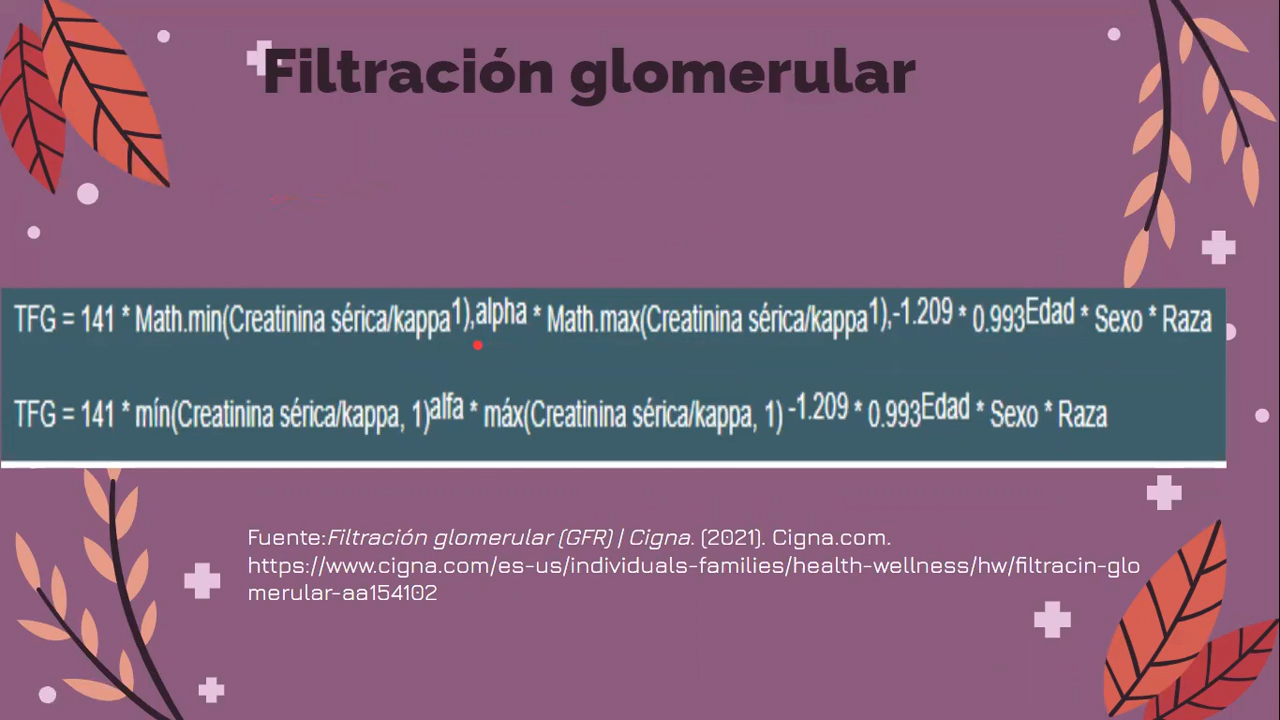 Filtración glomerular
TFG = 141 * Math.min(Creatinina sérica/kappa1),alpha * Math.max(Creatinina sérica/kappa1),-1.209 * 0.993Edad * Sexo * Raza
TFG = 141 * mín(Creatinina sérica/kappa, 1)alfa * máx(Creatinina sérica/kappa, 1) -1.209 * 0.993Edad * Sexo * Raza
Fuente:Filtración glomerular (GFR) | Cigna. (2021). Cigna.com.
https://www.cigna.com/es-us/individuals-families/health-wellness/hw/filtracin-glo
merular-aa154102